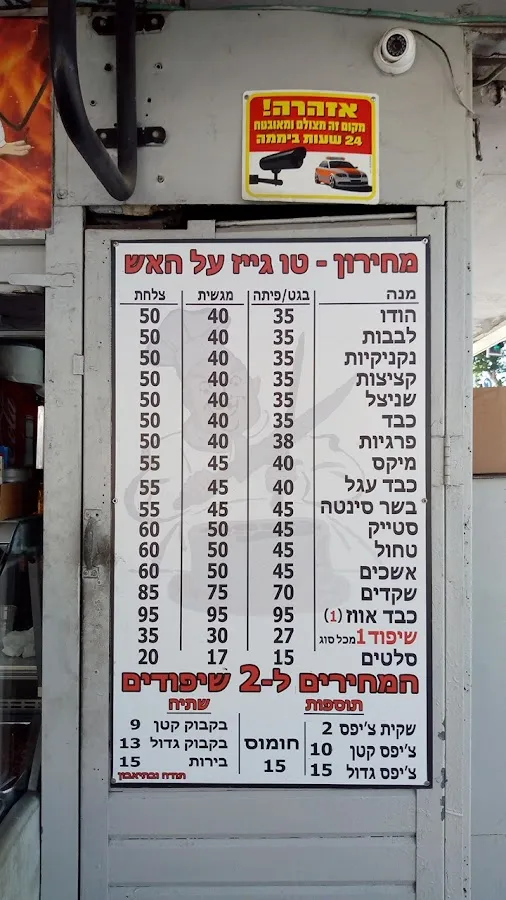 אזהרה!
מקום זה מצולם ומאובטח
24 שעות ביממה
מחירון - טו גייז על האש
מנה בגט/פיתה מגשית צלחת
הודו 35 40 50
לבבות 35 40 50
נקניקיות 35 40 50
קציצות 35 40 50
שניצל 35 40 50
כבד 35 40 50
פרגיות 38 40 50
מיקס 40 45 55
כבד עגל 40 45 55
בשר סינטה 45 45 55
סטייק 45 50 60
טחול 45 50 60
אשכים 45 50 60
שקדים 70 75 85
כבד אווז (1) 95 95 95
שיפוד 1 מכל סוג 27 30 35
סלטים 15 17 20
המחירים ל-2 שיפודים
תוספות
שקית צ'יפס 2
צ'יפס קטן 10
צ'יפס גדול 15
חומוס
15
שתיה
בקבוק קטן 9
בקבוק גדול 13
בירות 15
תודה ובתיאבון